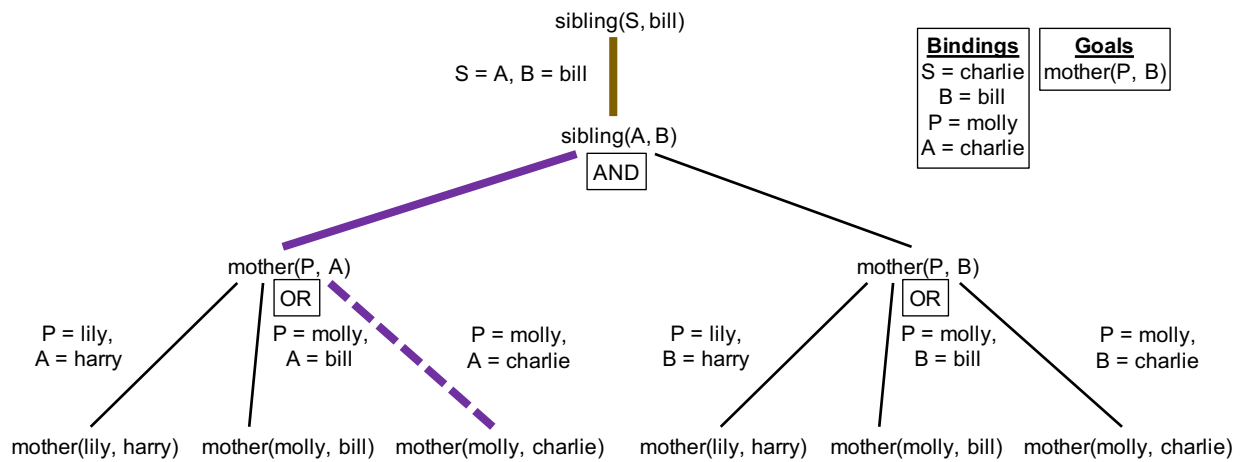 sibling(S, bill)
S = A, B = bill
sibling(A, B)
AND
Bindings
S = charlie
B = bill
P = molly
A = charlie
Goals
mother(P, B)
mother(P, A)
OR
P = lily,
A = harry
P = molly,
A = bill
P = molly,
A = charlie
mother(lily, harry)
mother(molly, bill)
mother(molly, charlie)
mother(P, B)
OR
P = lily,
B = harry
P = molly,
B = bill
P = molly,
B = charlie
mother(lily, harry)
mother(molly, bill)
mother(molly, charlie)